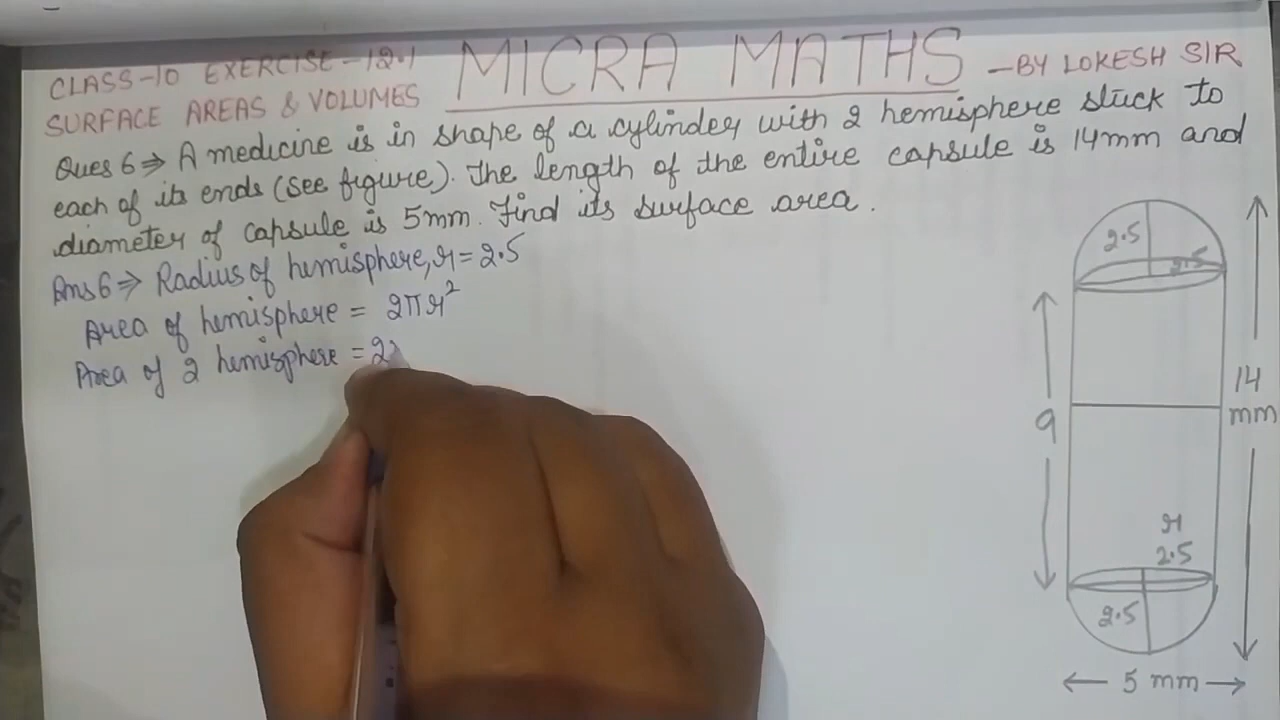 CLASS-10 EXERCISE-12.1 MICRA MATHS -BY LOKESH SIR
SURFACE AREAS & VOLUMES
Ques 6⇒ A medicine is in shape of a cylinder with 2 hemisphere stuck to
each of its ends (see figure). The length of the entire capsule is 14mm and
diameter of capsule is 5mm. Find its surface area.
Ans 6⇒ Radius of hemisphere, r=2.5
Area of hemisphere = 2πr²
Area of 2 hemisphere =2
2.5
2.5
9
14
mm
r
2.5
2.5
5 mm